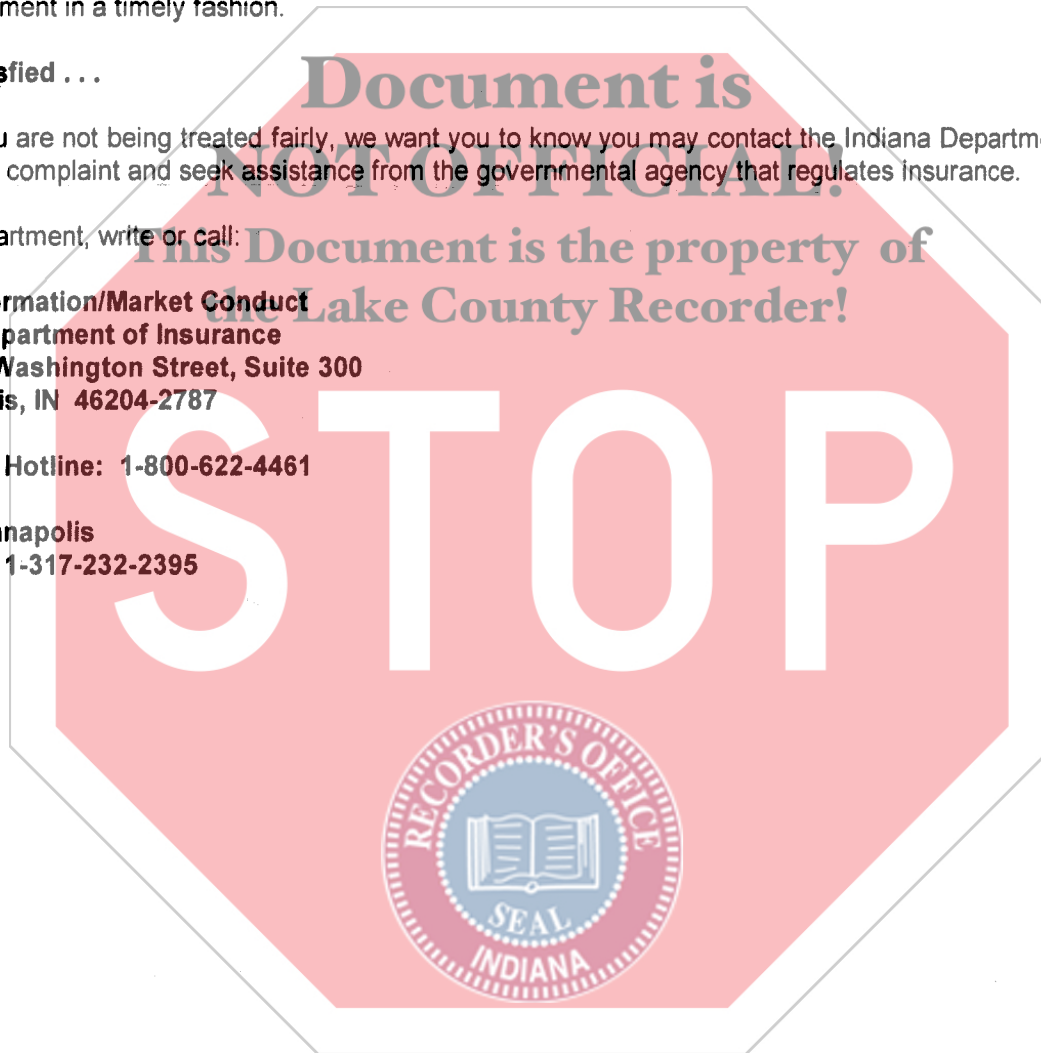 ment in a timely fashion.
sfied . . .
u are not being treated fairly, we want you to know you may contact the Indiana Departm
complaint and seek assistance from the governmental agency that regulates insurance.
artment, write or call:
rmation/Market Conduct
partment of Insurance
Washington Street, Suite 300
is, IN 46204-2787
Hotline: 1-800-622-4461
napolis
1-317-232-2395
Document is
NOT OFFICIAL!
This Document is the property of
the Lake County Recorder!
STOP
RECORDER'S OFFICE
SEAL
INDIANA